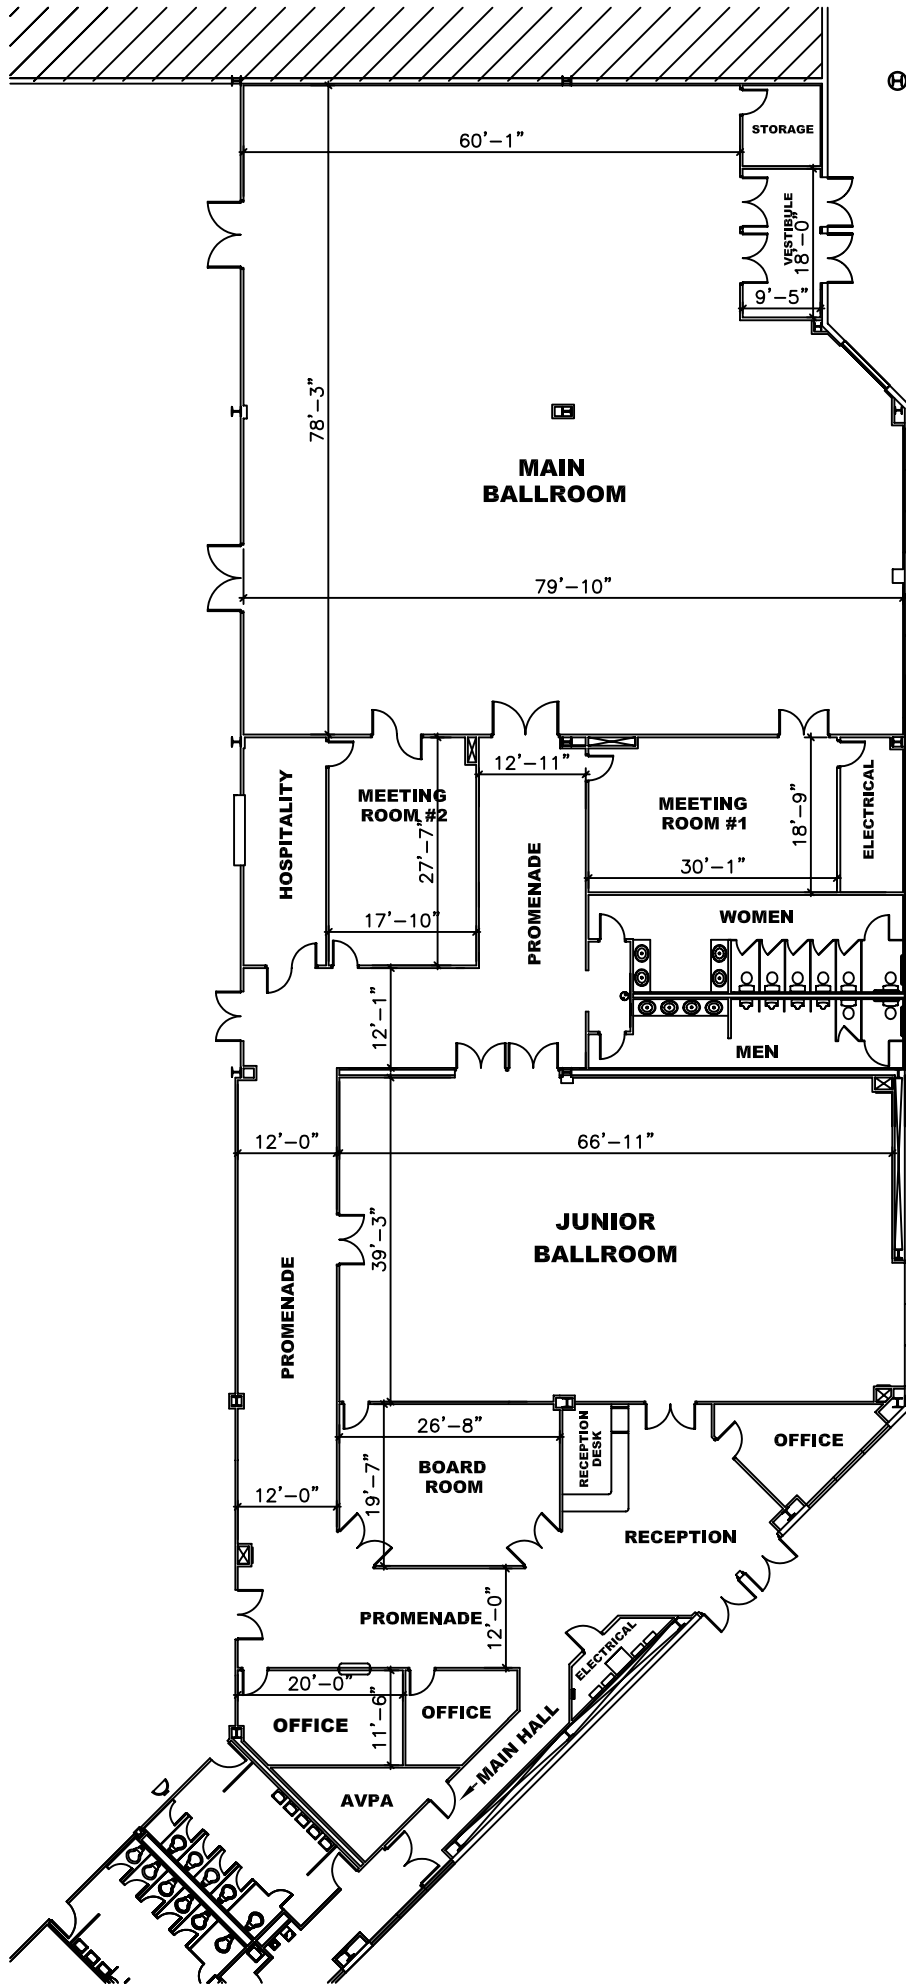 STORAGE
60'-1"
VESTIBULE
18'-0"
9'-5"
78'-3"
MAIN
BALLROOM
79'-10"
12'-11"
HOSPITALITY
MEETING
ROOM #2
27'-7"
17'-10"
PROMENADE
MEETING
ROOM #1
18'-9"
30'-1"
ELECTRICAL
WOMEN
MEN
12'-1"
12'-0"
66'-11"
39'-3"
JUNIOR
BALLROOM
PROMENADE
26'-8"
BOARD
ROOM
19'-7"
12'-0"
RECEPTION
DESK
OFFICE
RECEPTION
PROMENADE
12'-0"
ELECTRICAL
20'-0"
OFFICE
11'-6"
OFFICE
MAIN HALL
AVPA